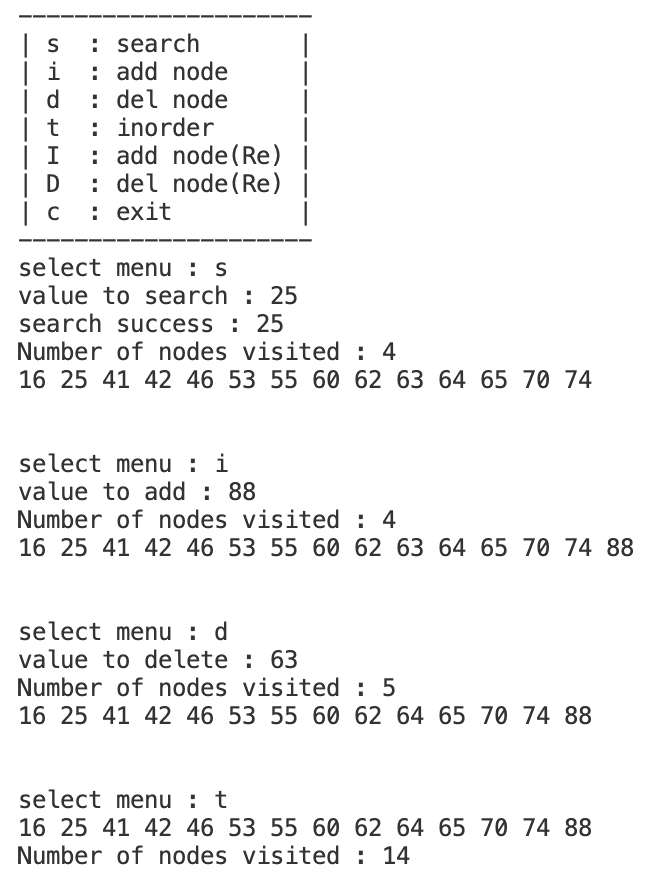 ---------------------
| s  : search       |
| i  : add node     |
| d  : del node     |
| t  : inorder      |
| I  : add node(Re) |
| D  : del node(Re) |
| c  : exit         |
---------------------
select menu : s
value to search : 25
search success : 25
Number of nodes visited : 4
16 25 41 42 46 53 55 60 62 63 64 65 70 74
select menu : i
value to add : 88
Number of nodes visited : 4
16 25 41 42 46 53 55 60 62 63 64 65 70 74 88
select menu : d
value to delete : 63
Number of nodes visited : 5
16 25 41 42 46 53 55 60 62 64 65 70 74 88
select menu : t
16 25 41 42 46 53 55 60 62 64 65 70 74 88
Number of nodes visited : 14